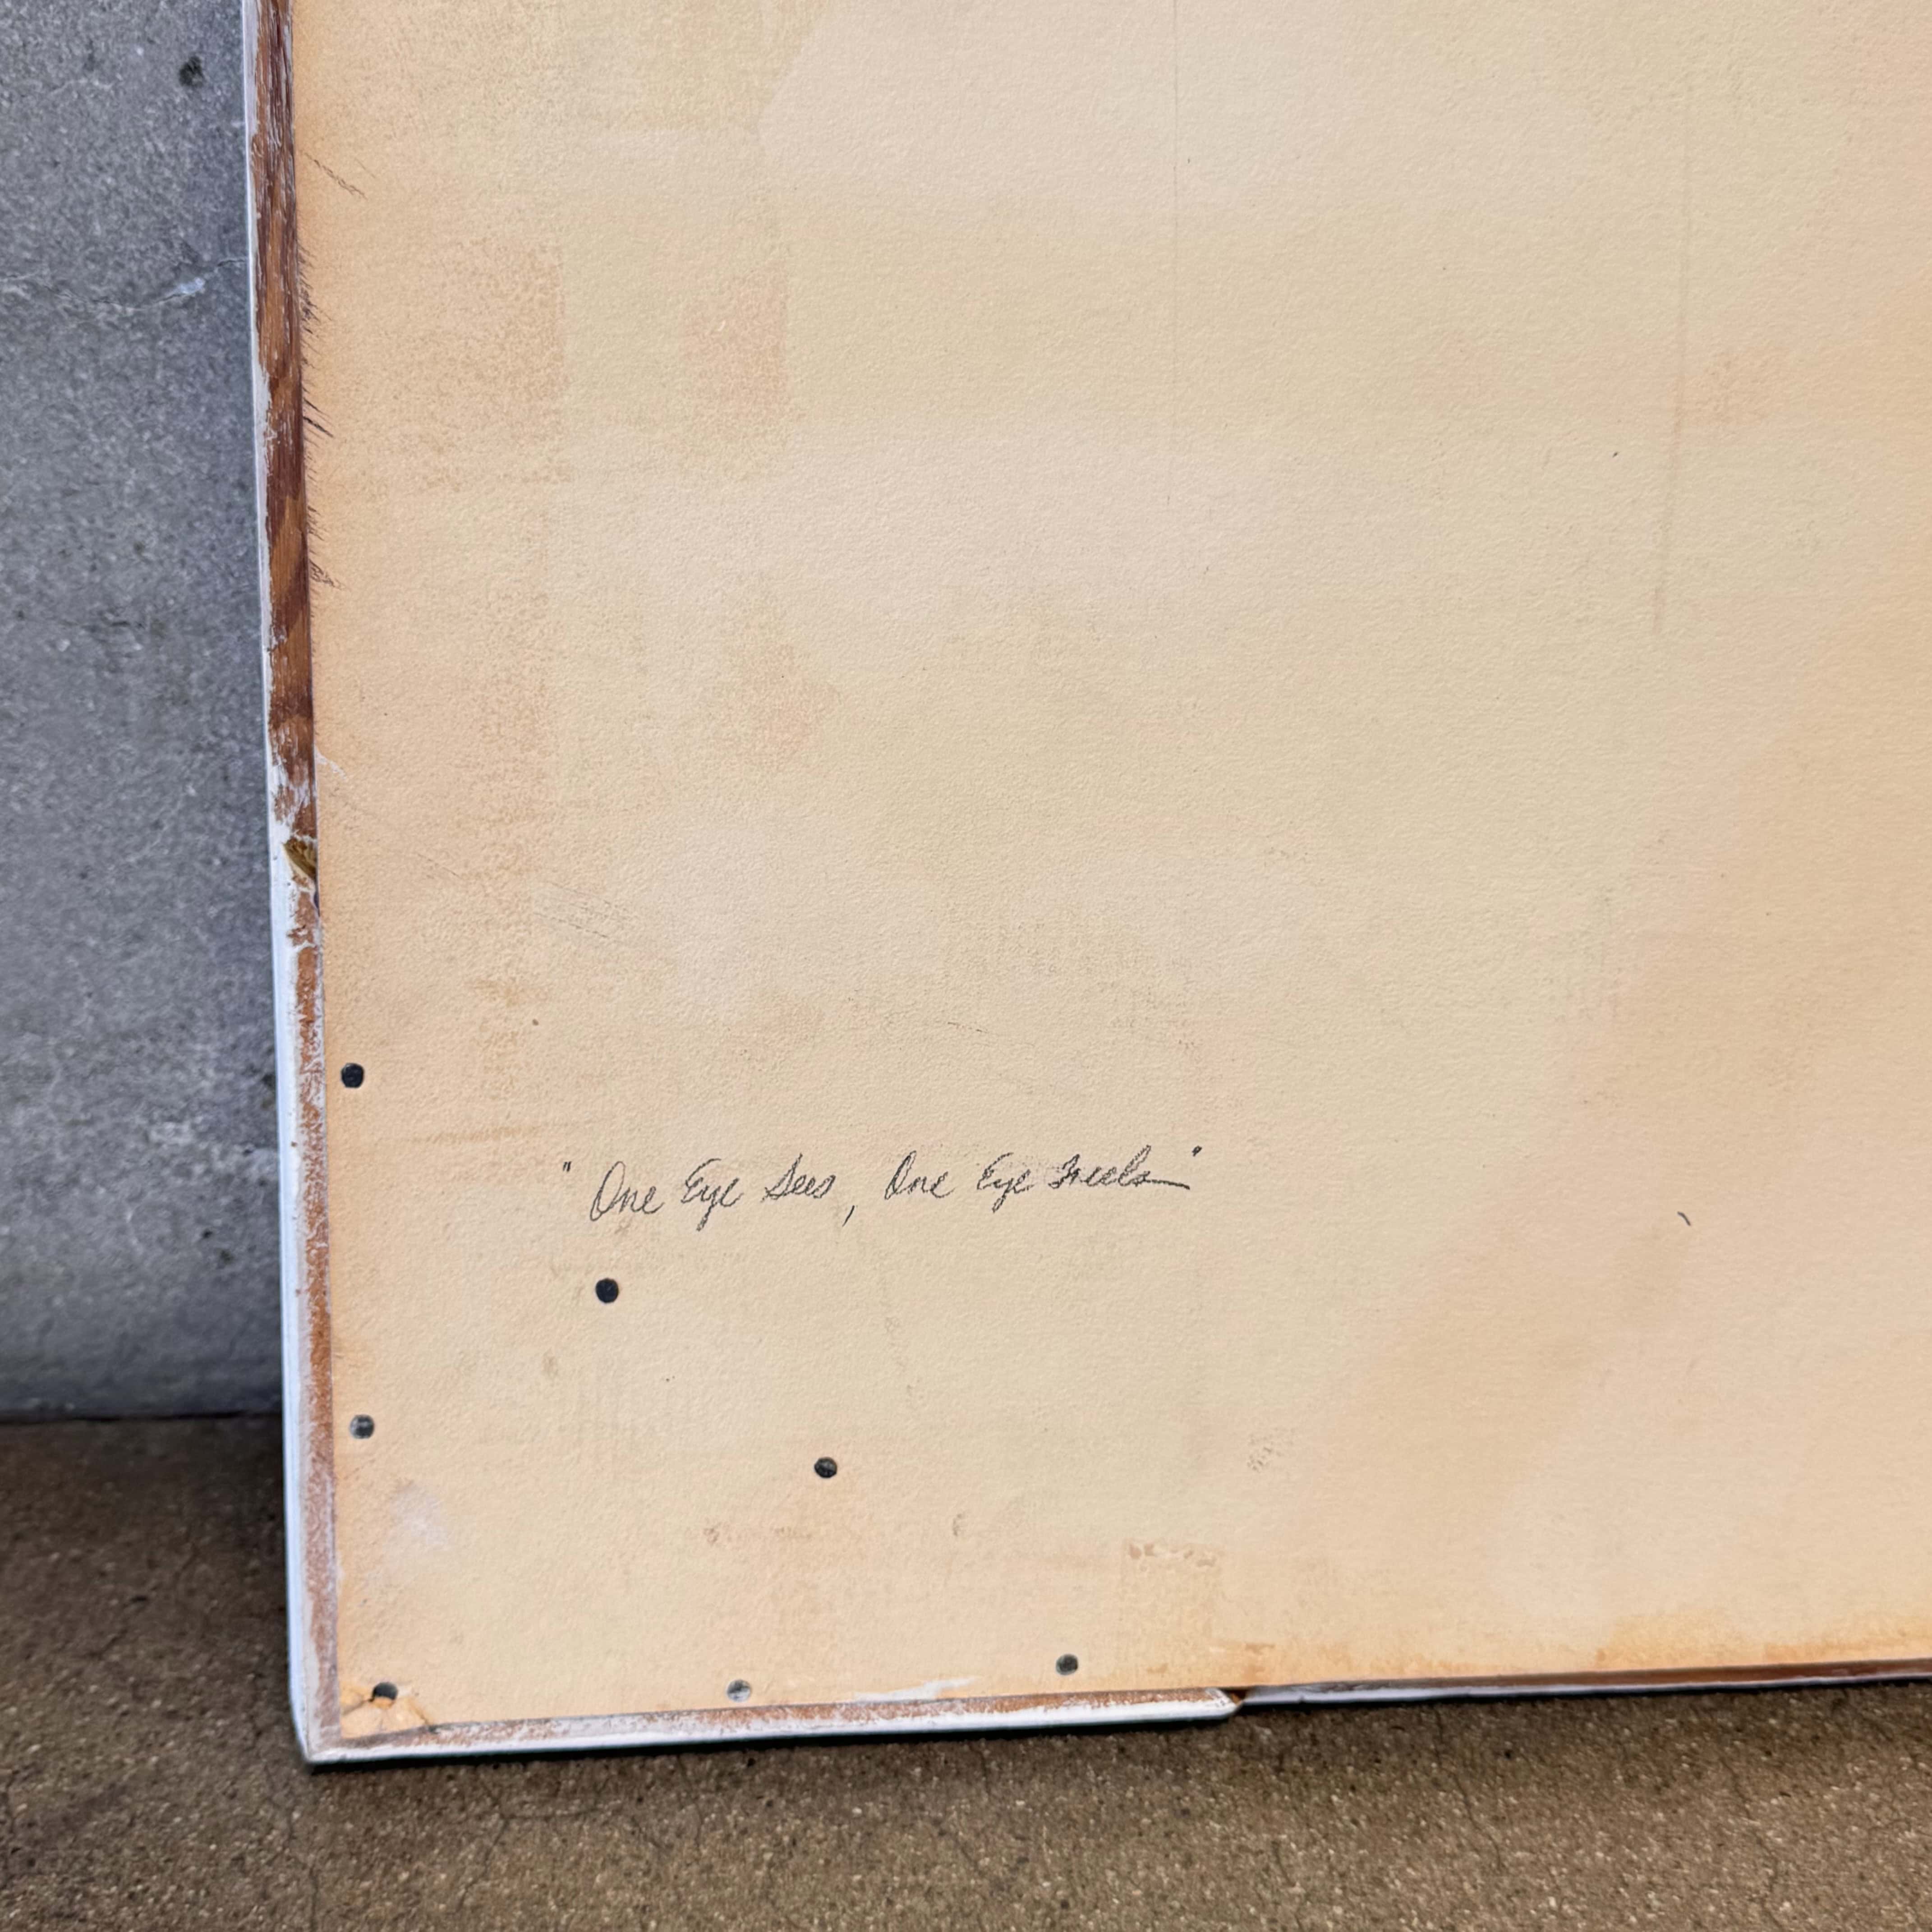 "One Eye Sees, One Eye Feels"